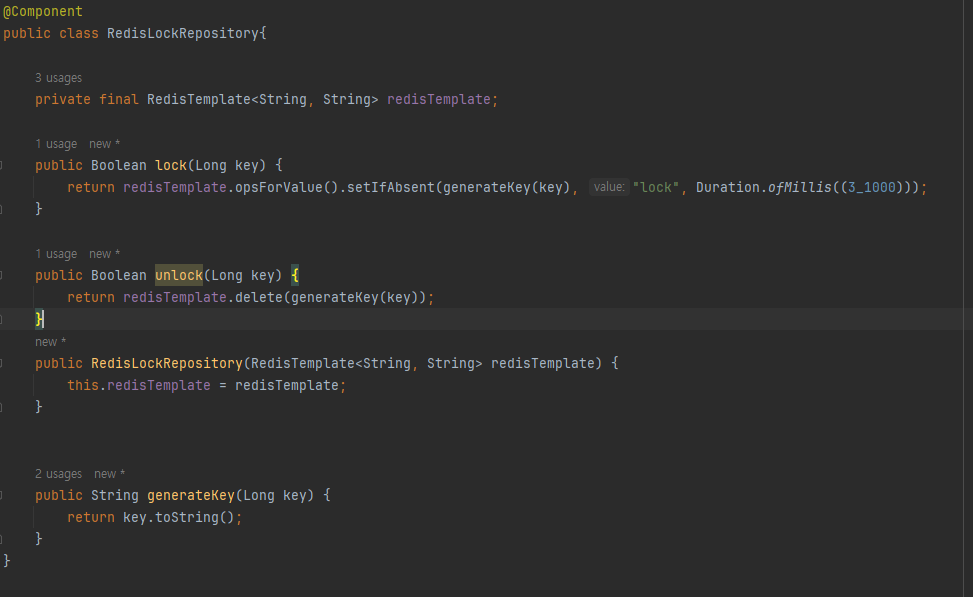 @Component
public class RedisLockRepository{
3 usages
private final RedisTemplate<String, String> redisTemplate;
1 usage new *
public Boolean lock(Long key) {
return redisTemplate.opsForValue().setIfAbsent(generateKey(key), value: "lock", Duration.ofMillis((3_1000)));
}
1 usage new *
public Boolean unlock(Long key) {
return redisTemplate.delete(generateKey(key));
}
new *
public RedisLockRepository(RedisTemplate<String, String> redisTemplate) {
this.redisTemplate = redisTemplate;
}
2 usages new *
public String generateKey(Long key) {
return key.toString();
}
}